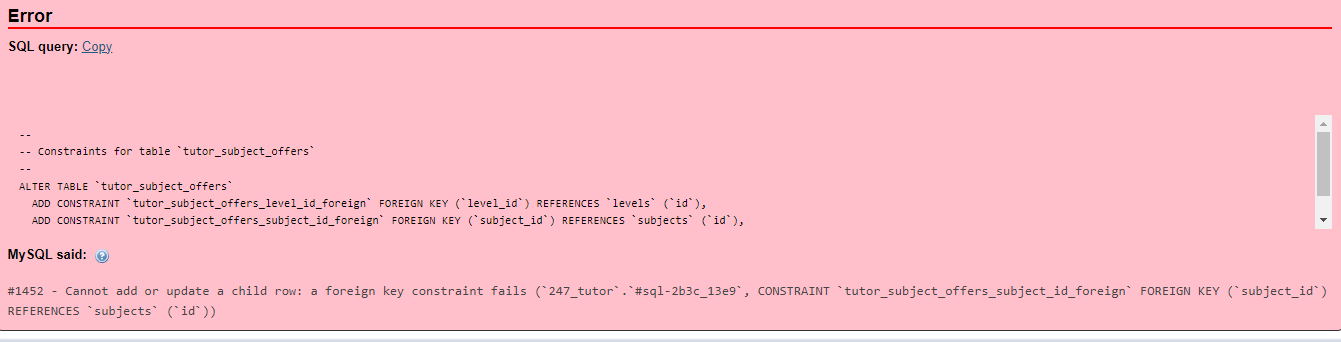 Error
SQL query: Copy
--
-- Constraints for table `tutor_subject_offers`
--
ALTER TABLE `tutor_subject_offers`
ADD CONSTRAINT `tutor_subject_offers_level_id_foreign` FOREIGN KEY (`level_id`) REFERENCES `levels` (`id`),
ADD CONSTRAINT `tutor_subject_offers_subject_id_foreign` FOREIGN KEY (`subject_id`) REFERENCES `subjects` (`id`),
MySQL said:
#1452 - Cannot add or update a child row: a foreign key constraint fails (`247_tutor`.`#sql-2b3c_13e9`, CONSTRAINT `tutor_subject_offers_subject_id_foreign` FOREIGN KEY (`subject_id`)
REFERENCES `subjects` (`id`))